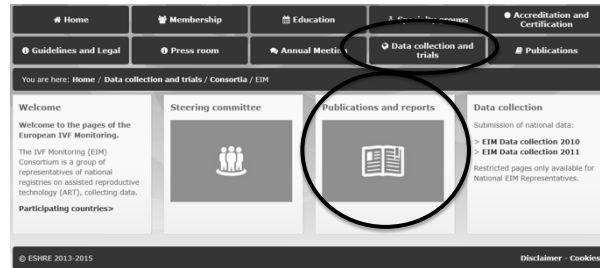 Home
Membership
Education
Specialty groups
Accreditation and
Certification
Guidelines and Legal
Press room
Annual Meeting
Data collection and
trials
Publications
You are here: Home / Data collection and trials / Consortia / EIM
Welcome
Welcome to the pages of the
European IVF Monitoring.
The IVF Monitoring (EIM)
Consortium is a group of
representatives of national
registries on assisted reproductive
technology (ART), collecting data.
Participating countries>
Steering committee
Publications and reports
Data collection
Submission of national data:
> EIM Data collection 2010
> EIM Data collection 2011
Restricted pages only available for
National EIM Representatives.
© ESHRE 2013-2015
Disclaimer - Cookies